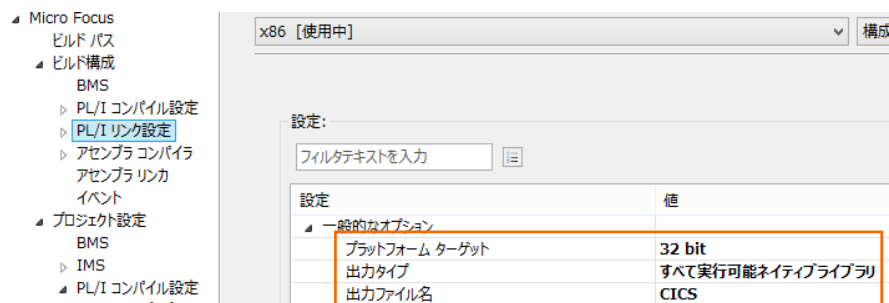 Micro Focus
ビルド パス
ビルド構成
BMS
PL/I コンパイル設定
PL/I リンク設定
アセンブラ コンパイラ
アセンブラ リンカ
イベント
プロジェクト設定
BMS
IMS
PL/I コンパイル設定
x86 [使用中]
構成
設定:
フィルタテキストを入力
設定 値
一般的なオプション
プラットフォーム ターゲット 32 bit
出力タイプ すべて実行可能ネイティブライブラリ
出力ファイル名 CICS